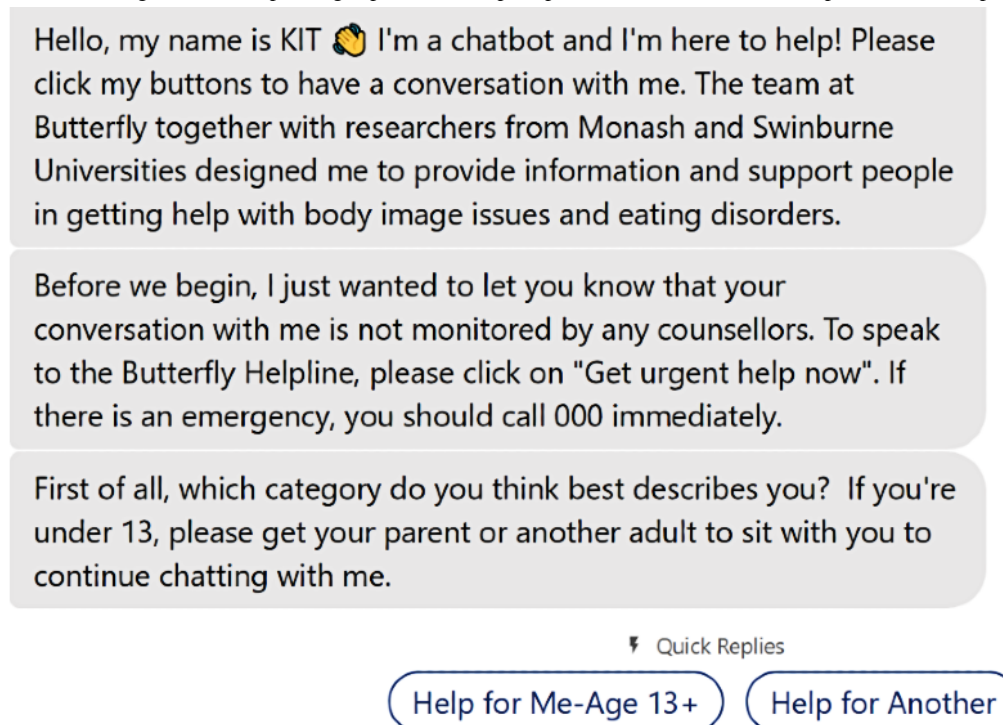 Hello, my name is KIT 👋 I'm a chatbot and I'm here to help! Please
click my buttons to have a conversation with me. The team at
Butterfly together with researchers from Monash and Swinburne
Universities designed me to provide information and support people
in getting help with body image issues and eating disorders.
Before we begin, I just wanted to let you know that your
conversation with me is not monitored by any counsellors. To speak
to the Butterfly Helpline, please click on "Get urgent help now". If
there is an emergency, you should call 000 immediately.
First of all, which category do you think best describes you?  If you're
under 13, please get your parent or another adult to sit with you to
continue chatting with me.
Quick Replies
Help for Me-Age 13+ Help for Another